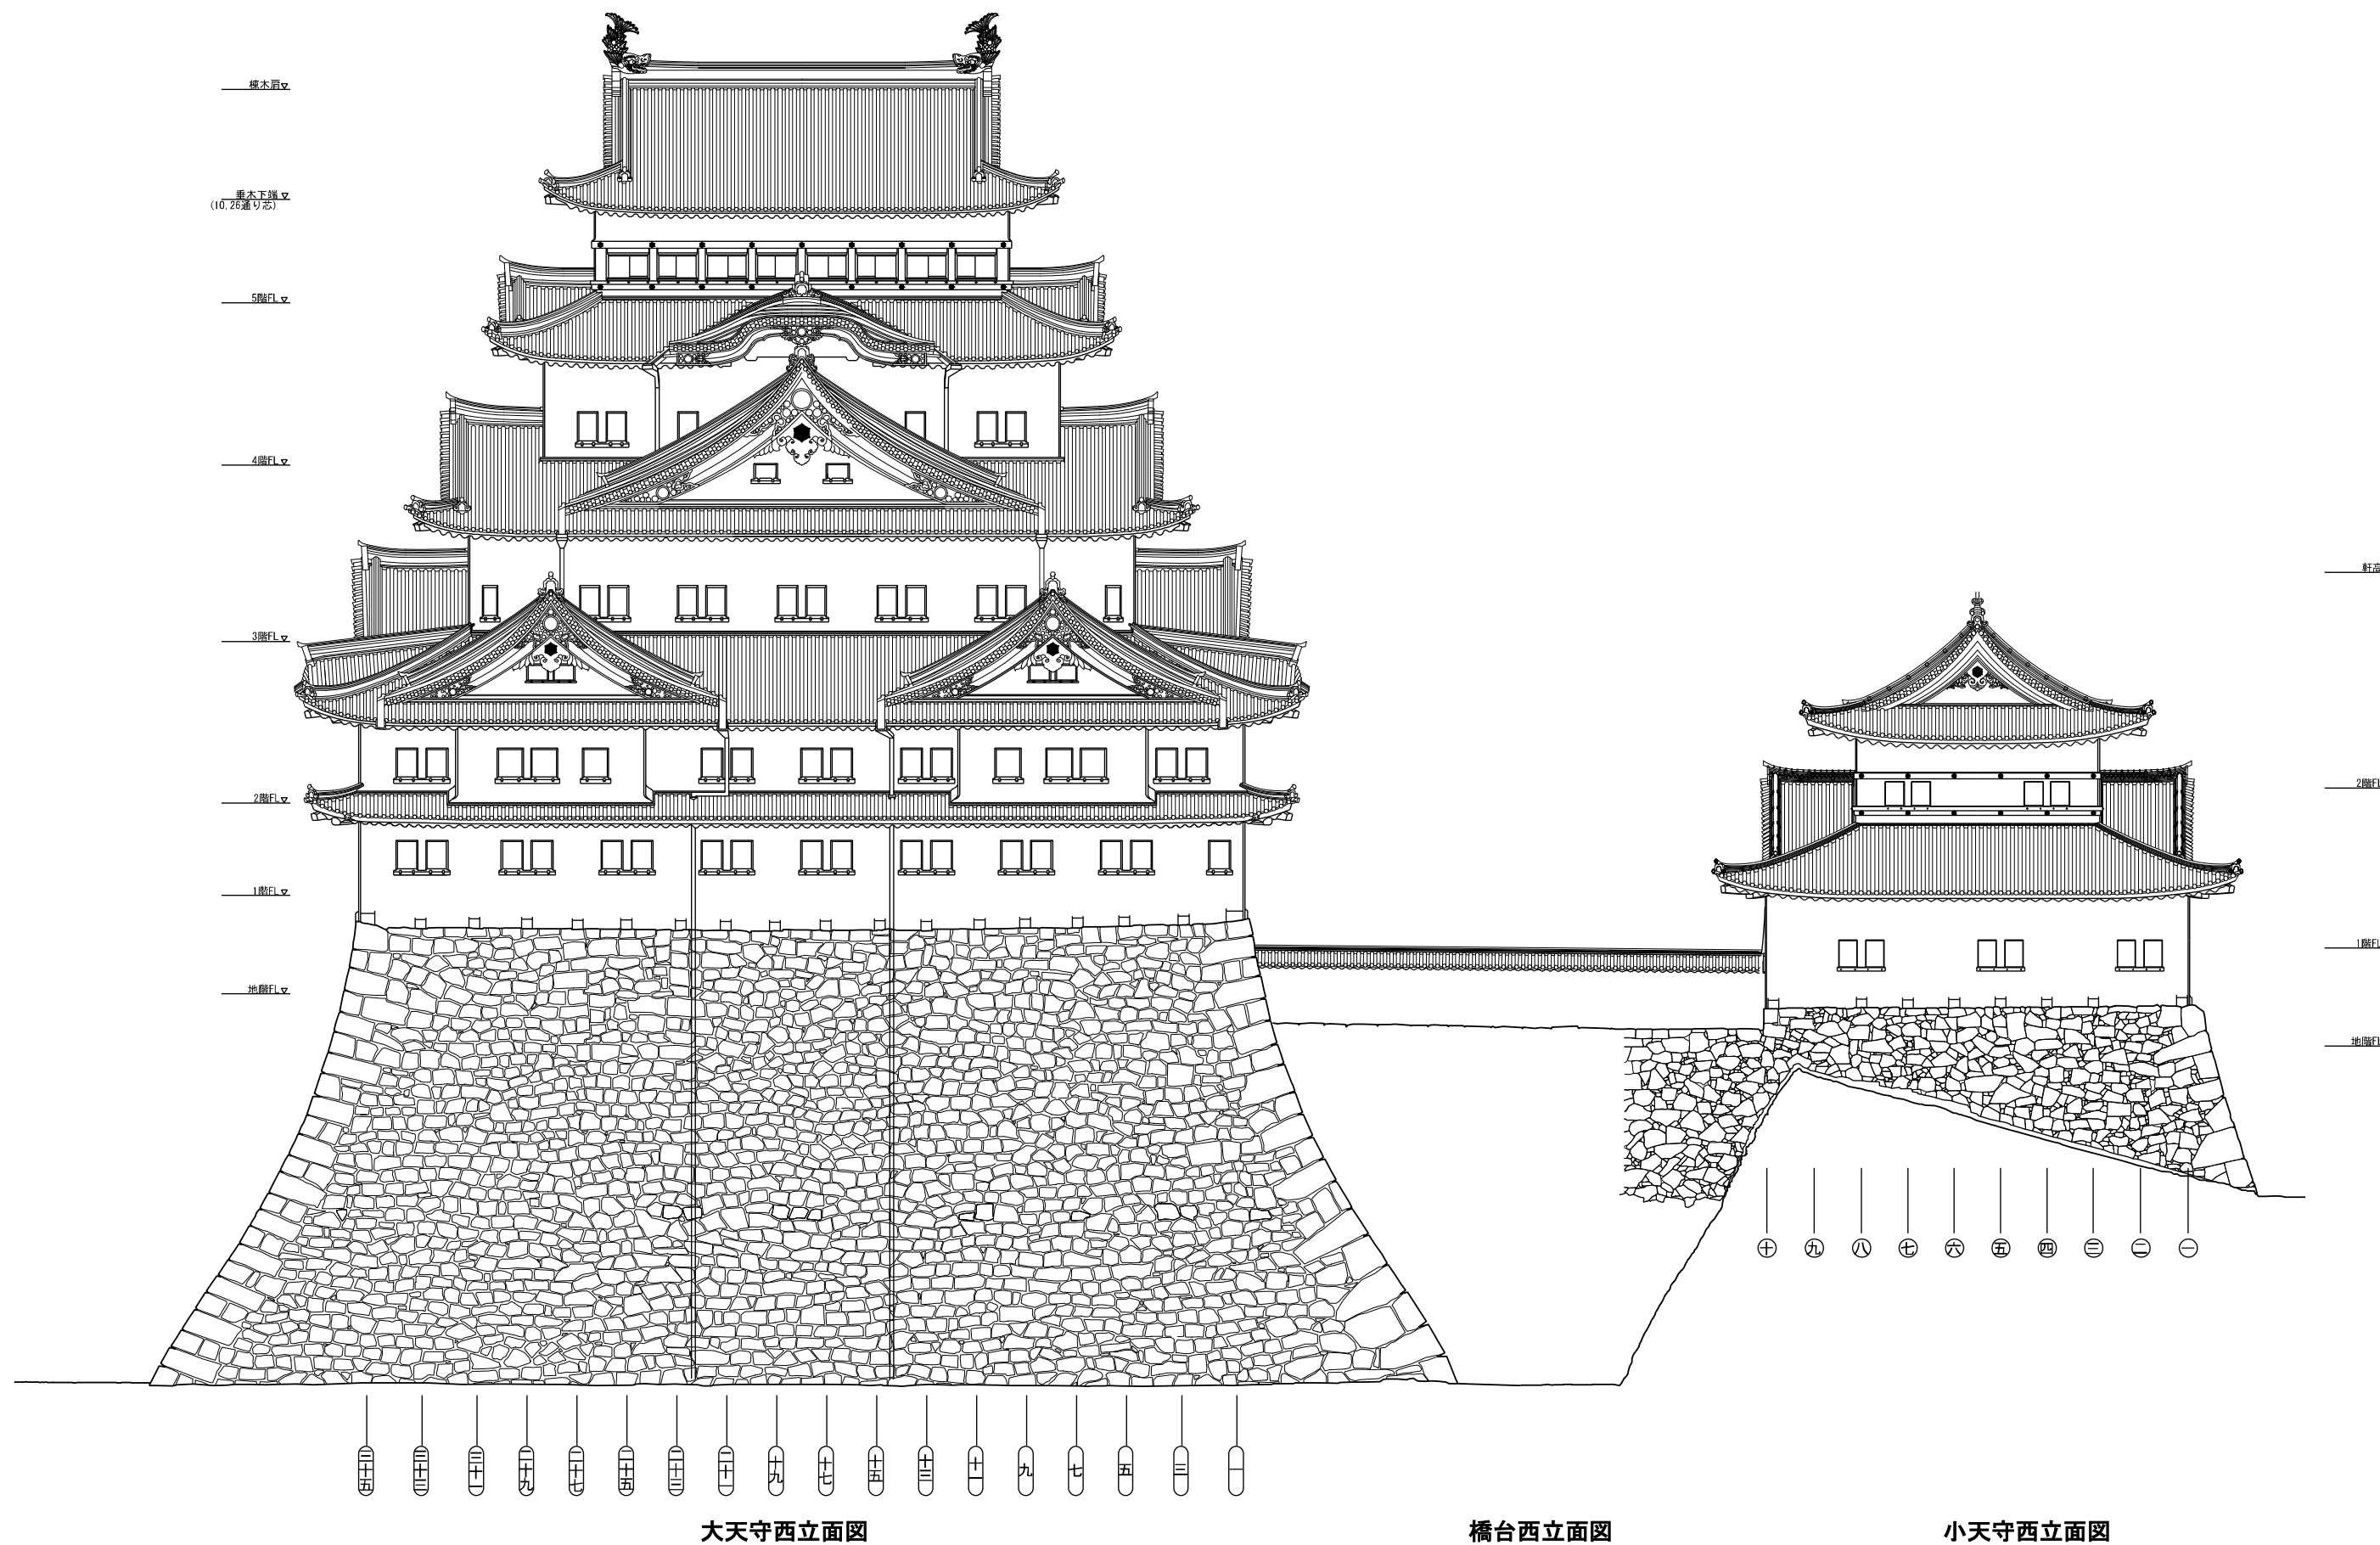 棟木肩
垂木下端
(10,26通り芯)
5階FL
4階FL
3階FL
2階FL
1階FL
地階FL
軒高
2階FL
1階FL
地階FL
十
九
八
七
六
五
四
三
二
一
三十五
三十三
三十一
二十九
二十七
二十五
二十三
二十一
十九
十七
十五
十三
十一
九
七
五
三
一
大天守西立面図
橋台西立面図
小天守西立面図